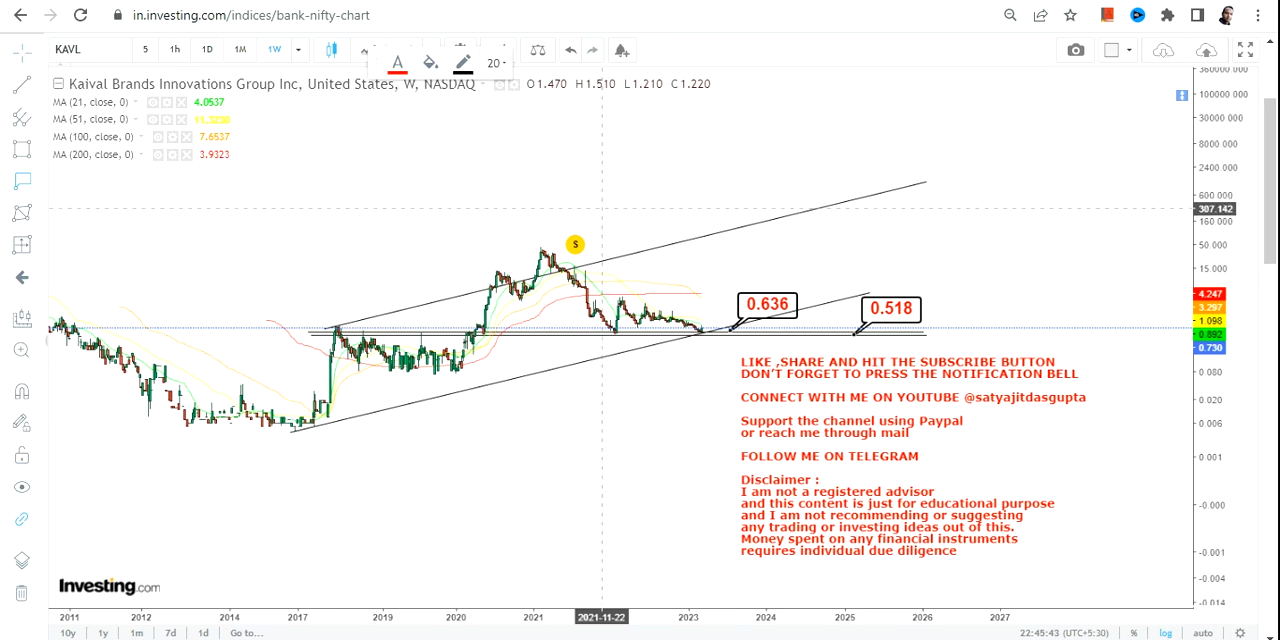 in.investing.com/indices/bank-nifty-chart
KAVL 5 1h 1D 1M 1W
A 20
Kaival Brands Innovations Group Inc, United States, W, NASDAQ O1.470 H1.510 L1.210 C1.220
MA (21, close, 0) 4.0537
MA (51, close, 0)
MA (100, close, 0) 7.6537
MA (200, close, 0) 3.9323
360000 000
100000 000
30000 000
8000 000
2400 000
600 000
307.142
160 000
50 000
15 000
4.247
3.297
1.098
0.892
0.730
0.080
0.020
0.006
0.001
-0.000
-0.001
-0.004
-0.014
S
0.636
0.518
LIKE ,SHARE AND HIT THE SUBSCRIBE BUTTON
DON'T FORGET TO PRESS THE NOTIFICATION BELL
CONNECT WITH ME ON YOUTUBE @satyajitdasgupta
Support the channel using Paypal
or reach me through mail
FOLLOW ME ON TELEGRAM
Disclaimer :
I am not a registered advisor
and this content is just for educational purpose
and I am not recommending or suggesting
any trading or investing ideas out of this.
Money spent on any financial instruments
requires individual due diligence
Investing.com
2011 2012 2014 2017 2019 2020 2021 2021-11-22 2023 2024 2025 2026 2027
10y 1y 1m 7d 1d Go to... 22:45:43 (UTC+5:30) % log auto